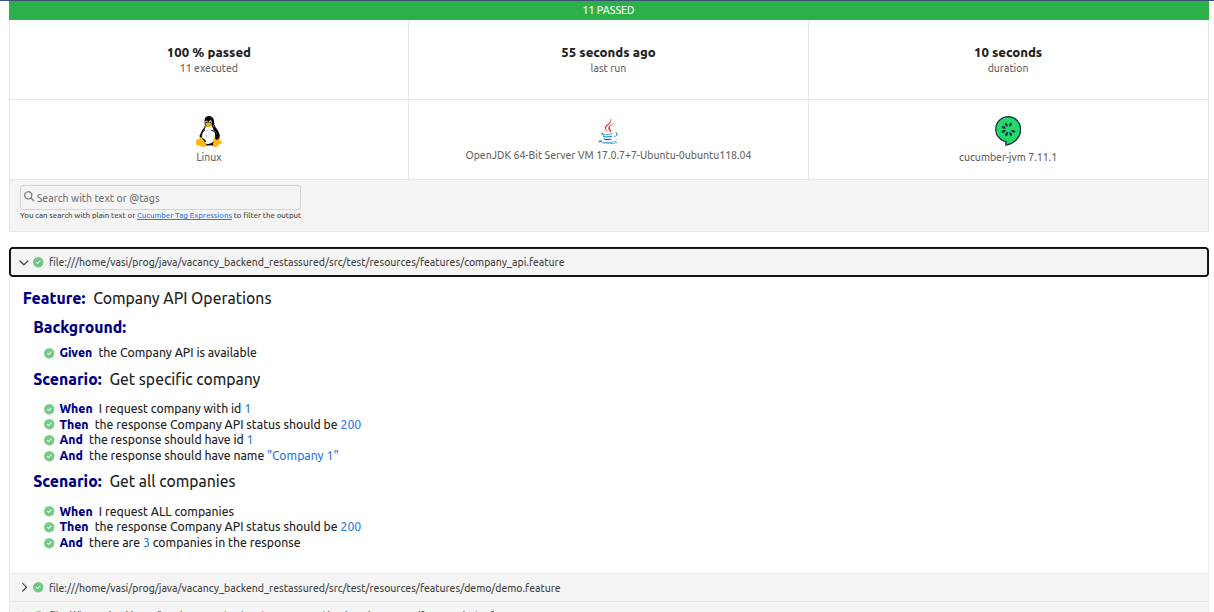 11 PASSED
100 % passed
11 executed
55 seconds ago
last run
10 seconds
duration
Linux
OpenJDK 64-Bit Server VM 17.0.7+7-Ubuntu-0ubuntu118.04
cucumber-jvm 7.11.1
Search with text or @tags
You can search with plain text or Cucumber Tag Expressions to filter the output
file:///home/vasi/prog/java/vacancy_backend_restassured/src/test/resources/features/company_api.feature
Feature: Company API Operations
Background:
Given the Company API is available
Scenario: Get specific company
When I request company with id 1
Then the response Company API status should be 200
And the response should have id 1
And the response should have name "Company 1"
Scenario: Get all companies
When I request ALL companies
Then the response Company API status should be 200
And there are 3 companies in the response
file:///home/vasi/prog/java/vacancy_backend_restassured/src/test/resources/features/demo/demo.feature